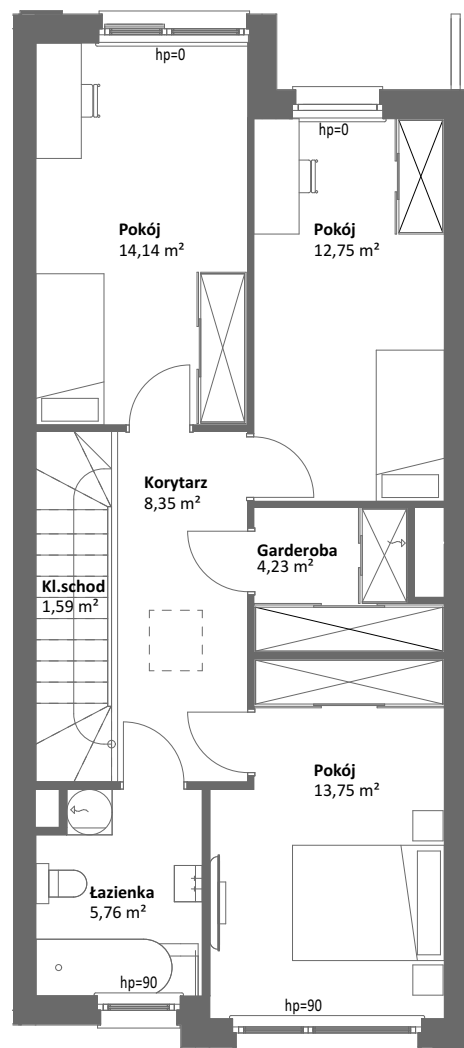 hp=0
hp=0
Pokój
14,14 m²
Pokój
12,75 m²
Korytarz
8,35 m²
Garderoba
4,23 m²
Kl.schod
1,59 m²
Pokój
13,75 m²
Łazienka
5,76 m²
hp=90
hp=90